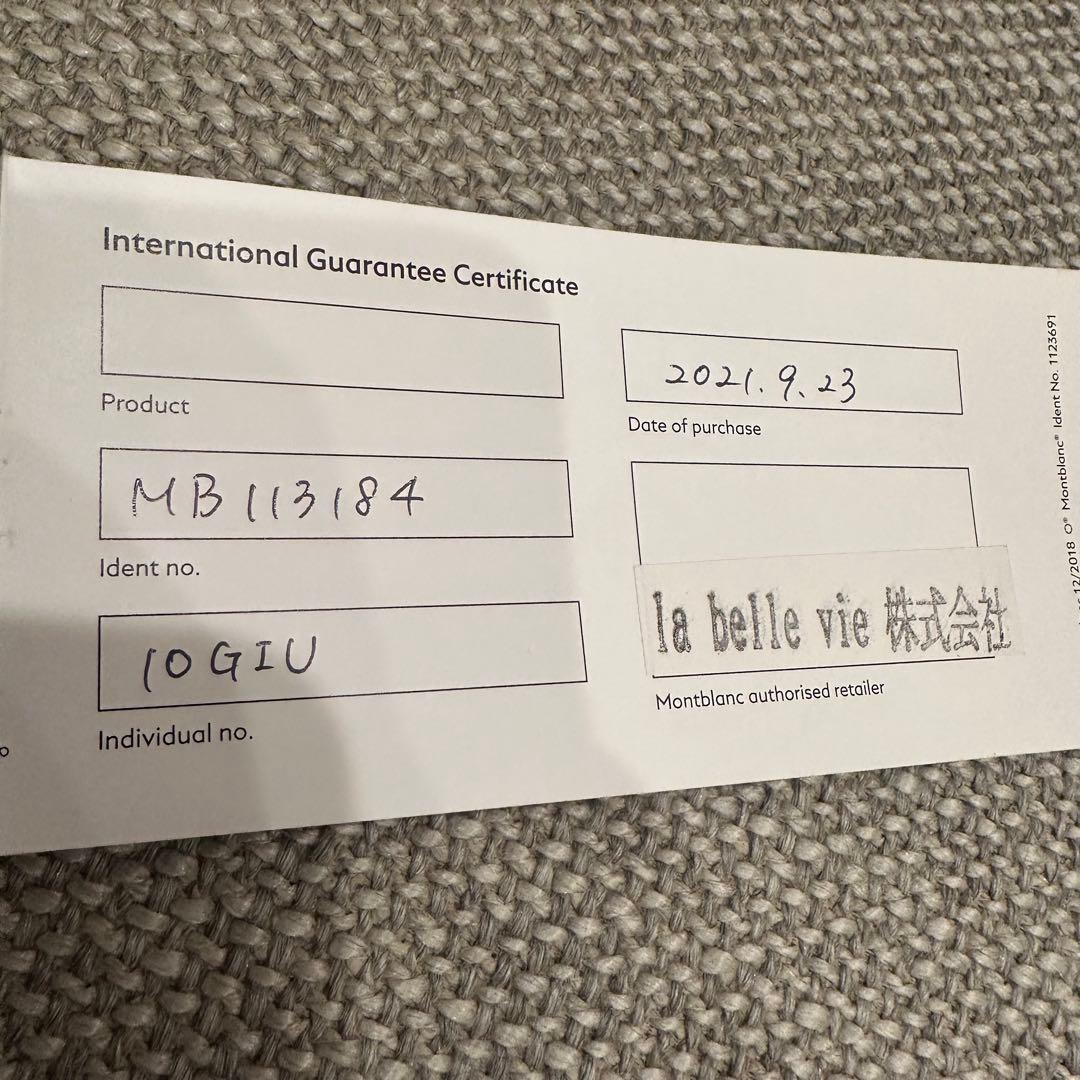 International Guarantee Certificate
Product
MB113184
Ident no.
10GIU
Individual no.
2021.9.23
Date of purchase
la belle vie 株式会社
Montblanc authorised retailer
12/2018 O® Montblanc® Ident No. 1123691